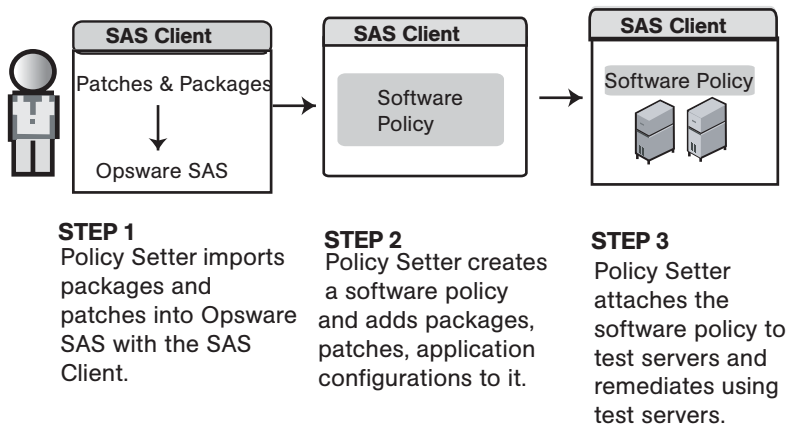 SAS Client
Patches & Packages
Opsware SAS
SAS Client
Software
Policy
SAS Client
Software Policy
STEP 1
Policy Setter imports
packages and
patches into Opsware
SAS with the SAS
Client.
STEP 2
Policy Setter creates
a software policy
and adds packages,
patches, application
configurations to it.
STEP 3
Policy Setter
attaches the
software policy to
test servers and
remediates using
test servers.